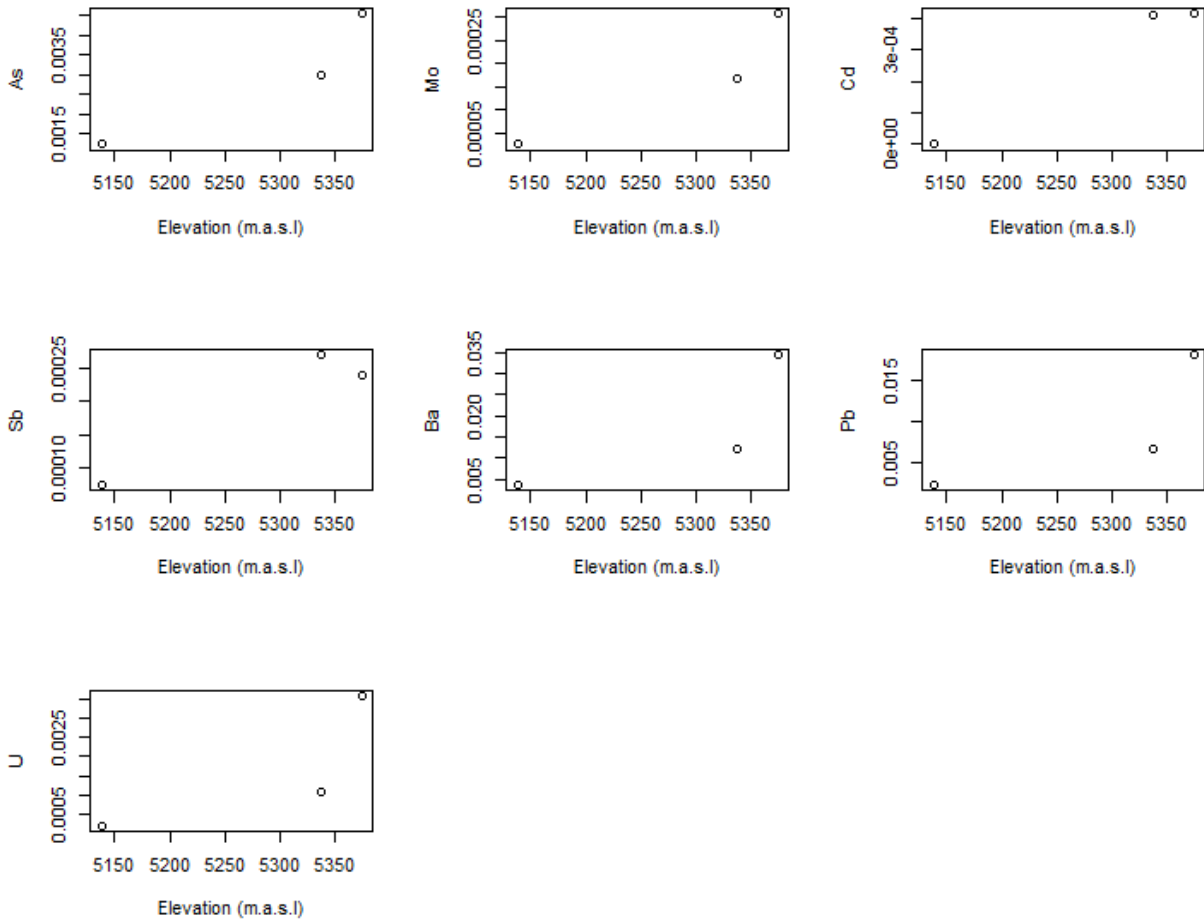 As
0.0015 0.0035
5150 5200 5250 5300 5350
Elevation (m.a.s.l)
Mo
0.00005 0.00025
5150 5200 5250 5300 5350
Elevation (m.a.s.l)
Cd
0e+00 3e-04
5150 5200 5250 5300 5350
Elevation (m.a.s.l)
Sb
0.00010 0.00025
5150 5200 5250 5300 5350
Elevation (m.a.s.l)
Ba
0.005 0.020 0.035
5150 5200 5250 5300 5350
Elevation (m.a.s.l)
Pb
0.005 0.015
5150 5200 5250 5300 5350
Elevation (m.a.s.l)
U
0.0005 0.0025
5150 5200 5250 5300 5350
Elevation (m.a.s.l)